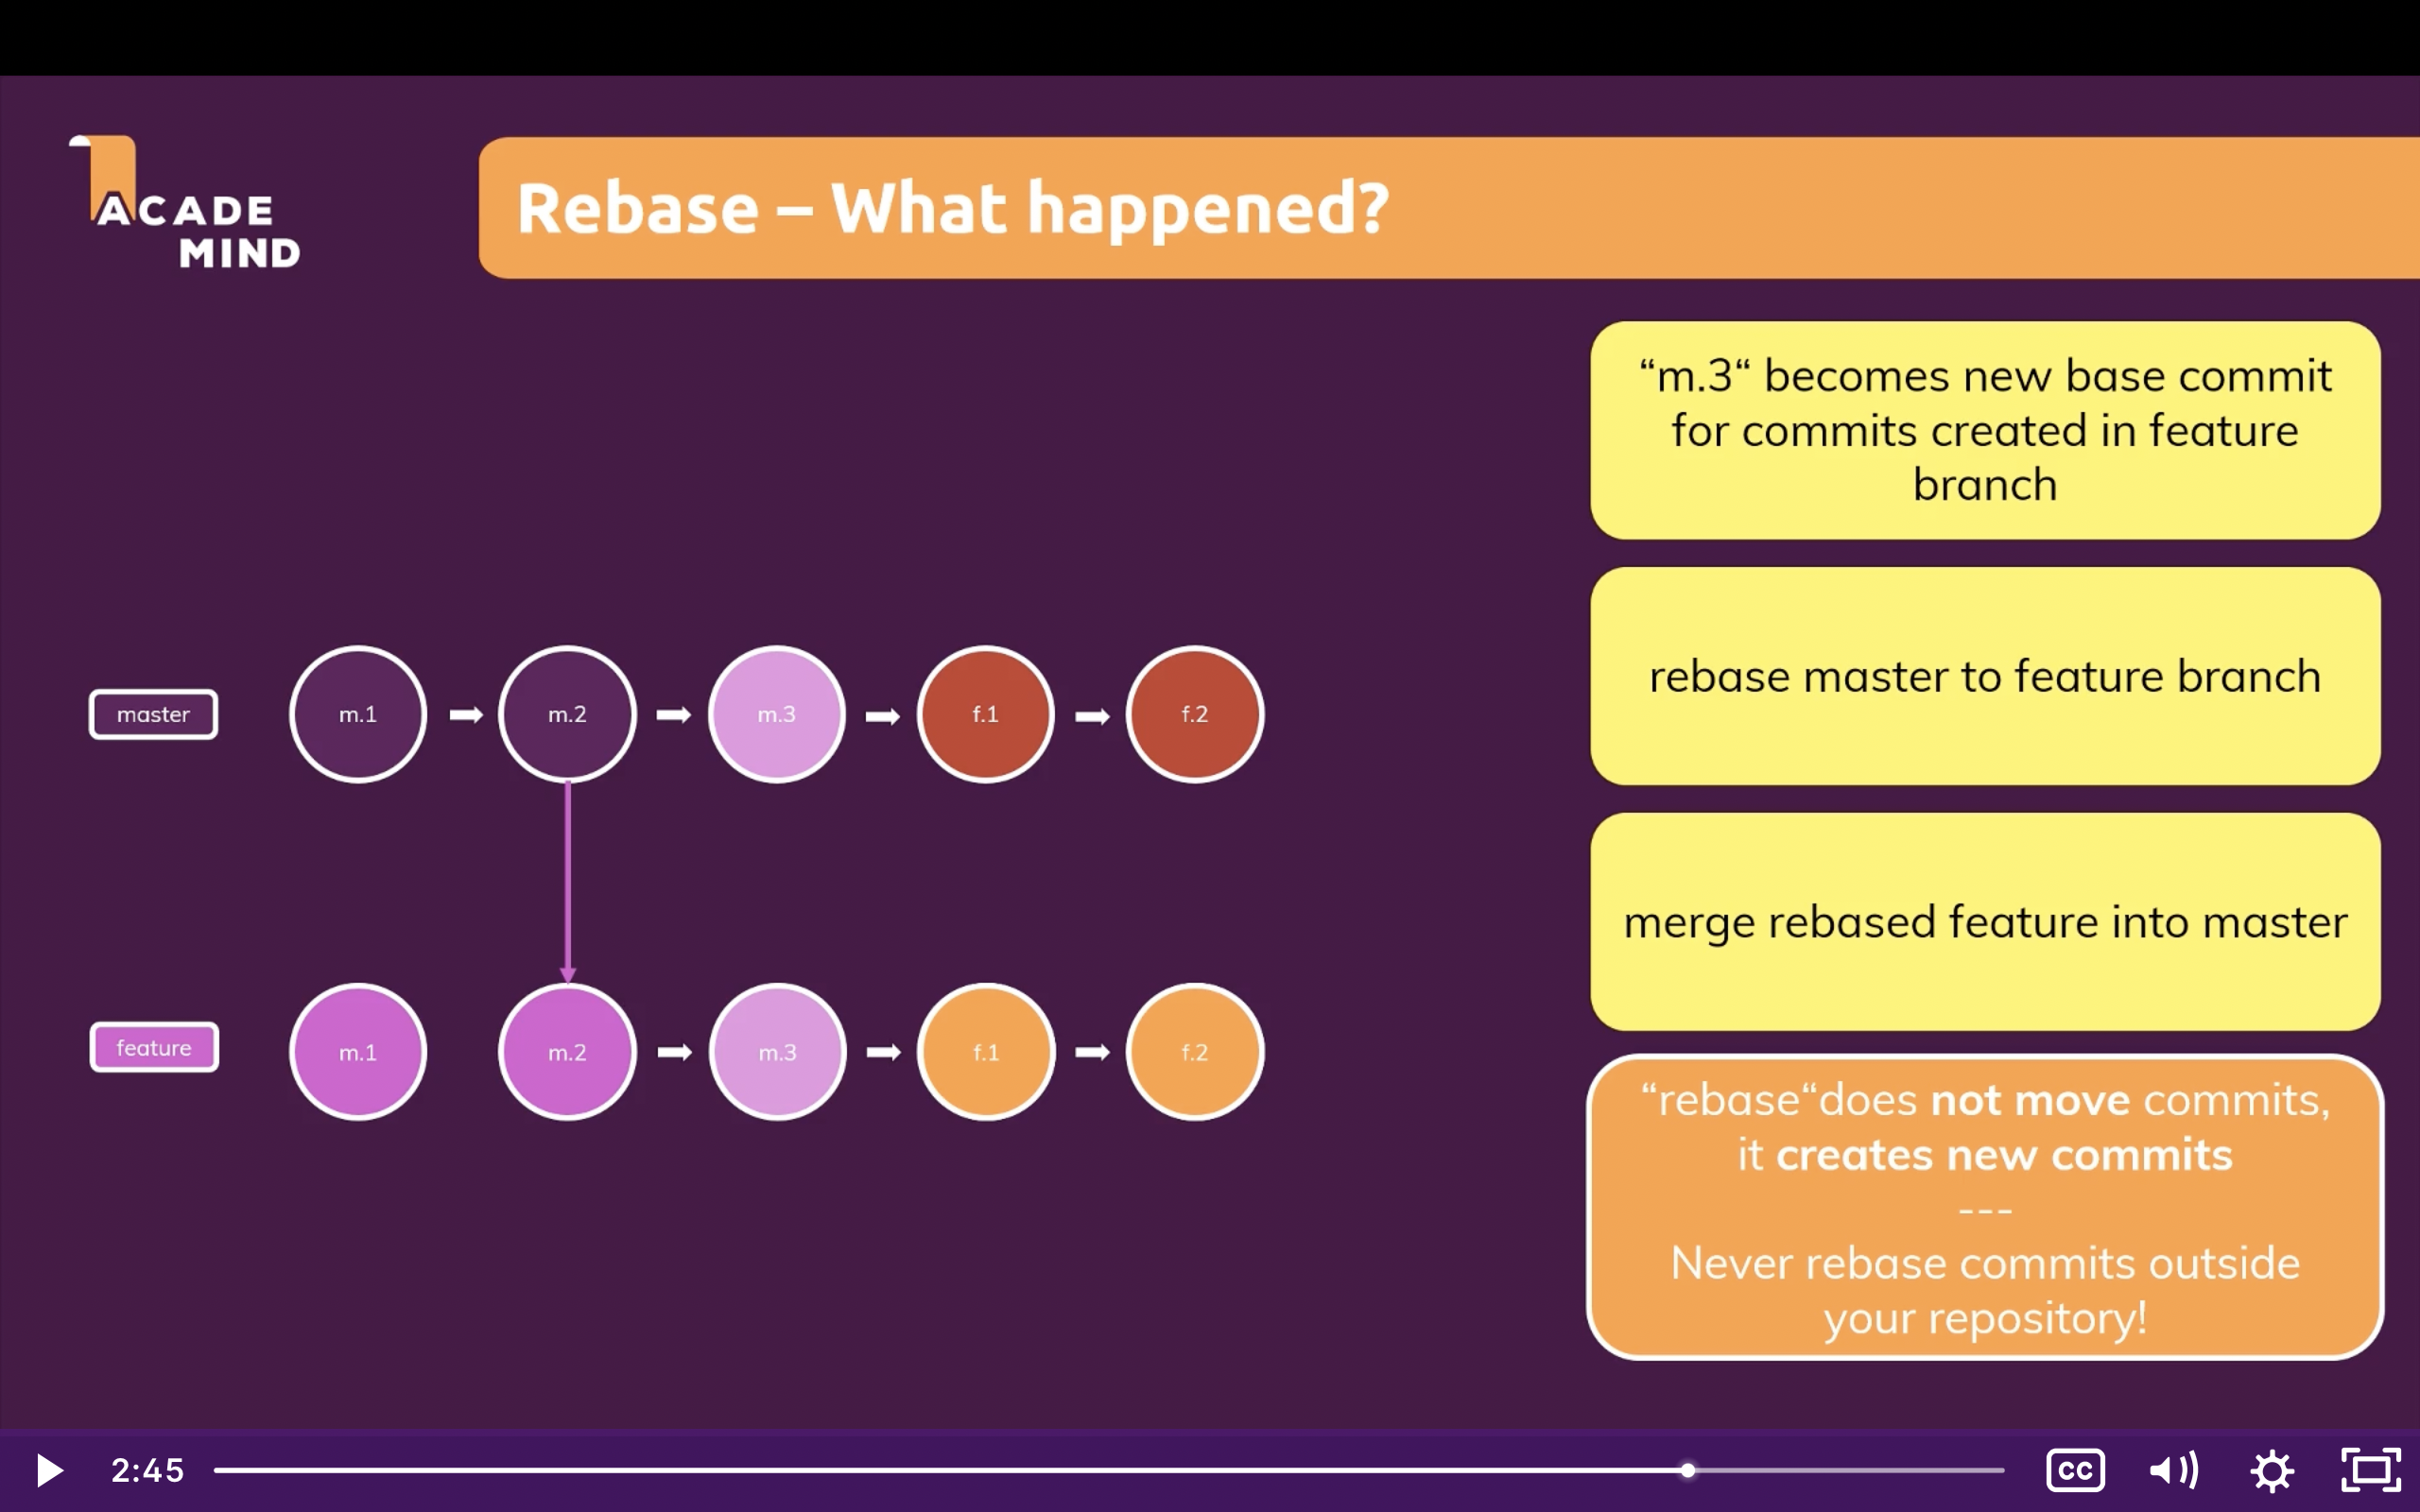 ACADE
MIND
Rebase – What happened?
“m.3“ becomes new base commit
for commits created in feature
branch
rebase master to feature branch
master
m.1
m.2
m.3
f.1
f.2
merge rebased feature into master
feature
m.1
m.2
m.3
f.1
f.2
“rebase“does not move commits,
it creates new commits
---
Never rebase commits outside
your repository!
2:45
CC